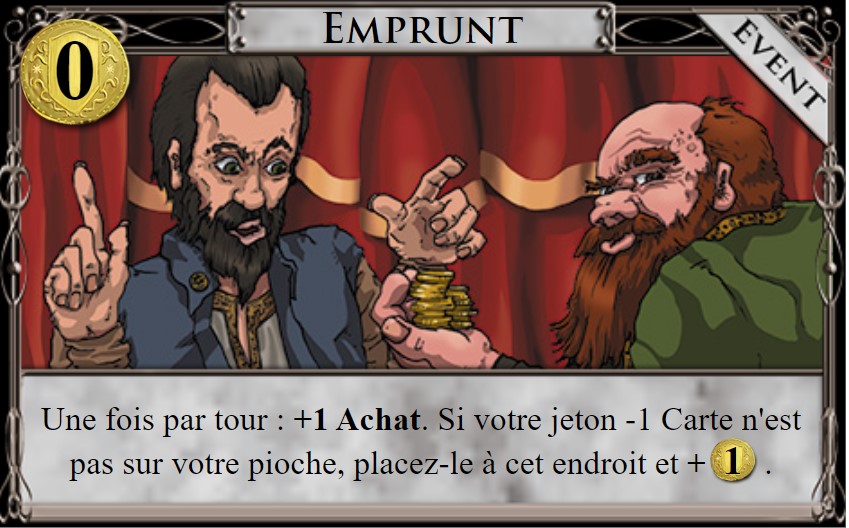 EMPRUNT
0
EVENT
Une fois par tour : +1 Achat. Si votre jeton -1 Carte n'est
pas sur votre pioche, placez-le à cet endroit et +1 .